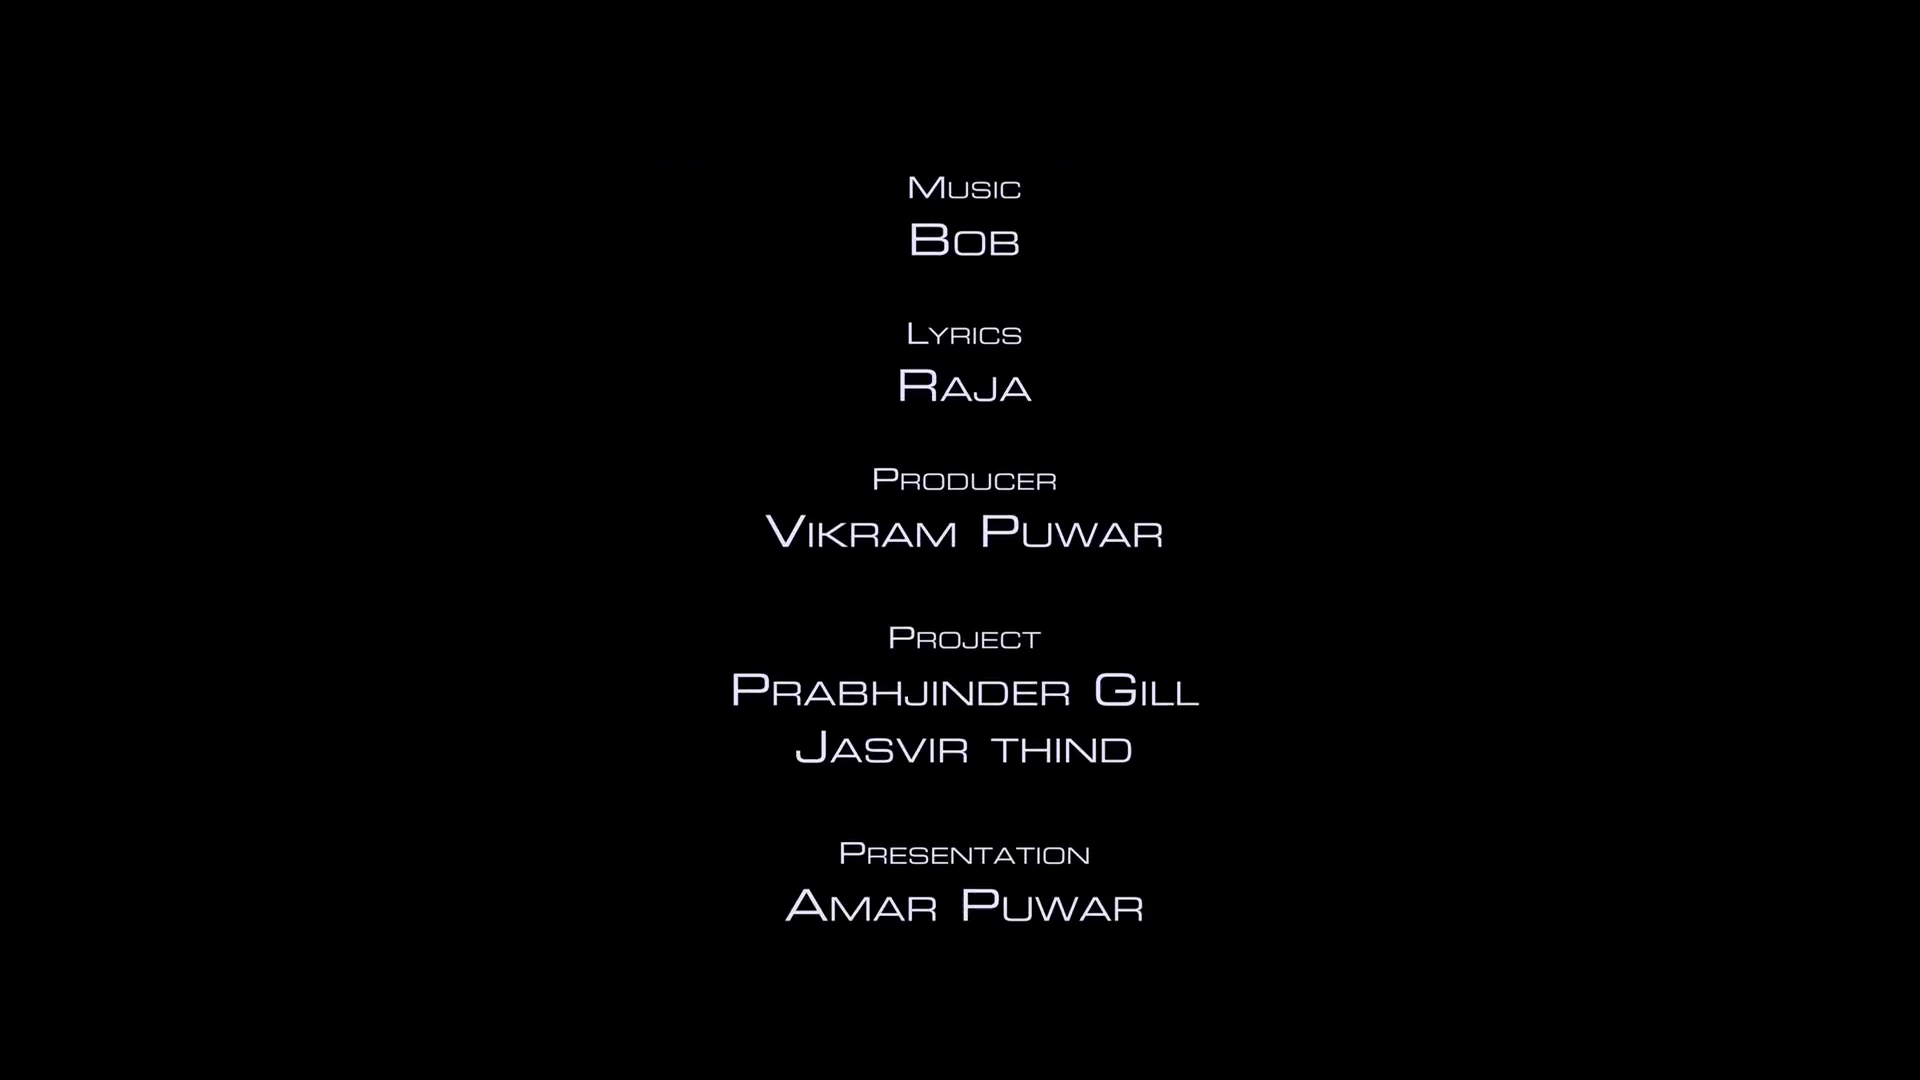 Music
Bob
Lyrics
Raja
Producer
Vikram Puwar
Project
Prabhjinder Gill
Jasvir thind
Presentation
Amar Puwar